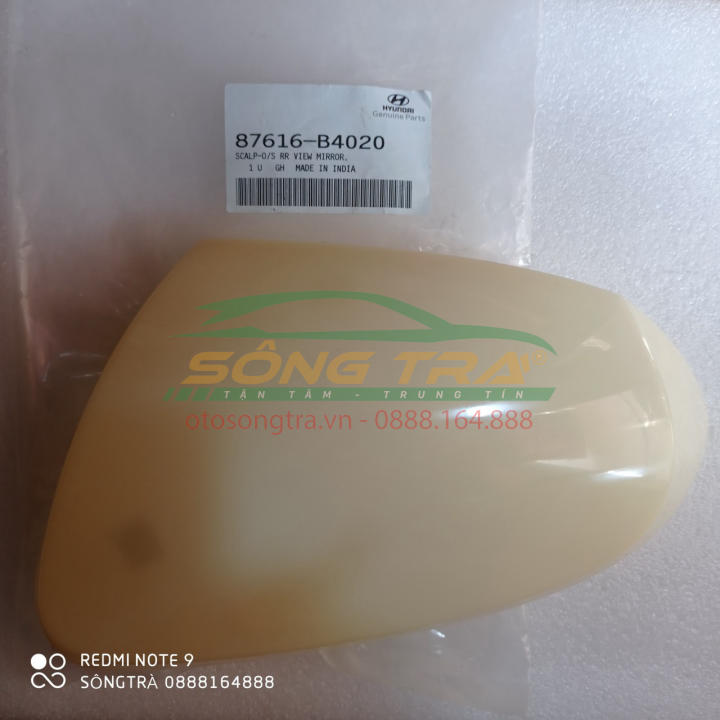 HYUNDAI
Genuine Parts
87616-B4020
SCALP-O/S RR VIEW MIRROR.
1 U GH MADE IN INDIA
SÔNG TRÀ
TẬN TÂM - TRUNG TÍN
otosongtra.vn - 0888.164.888
REDMI NOTE 9
SÔNGTRÀ 0888164888